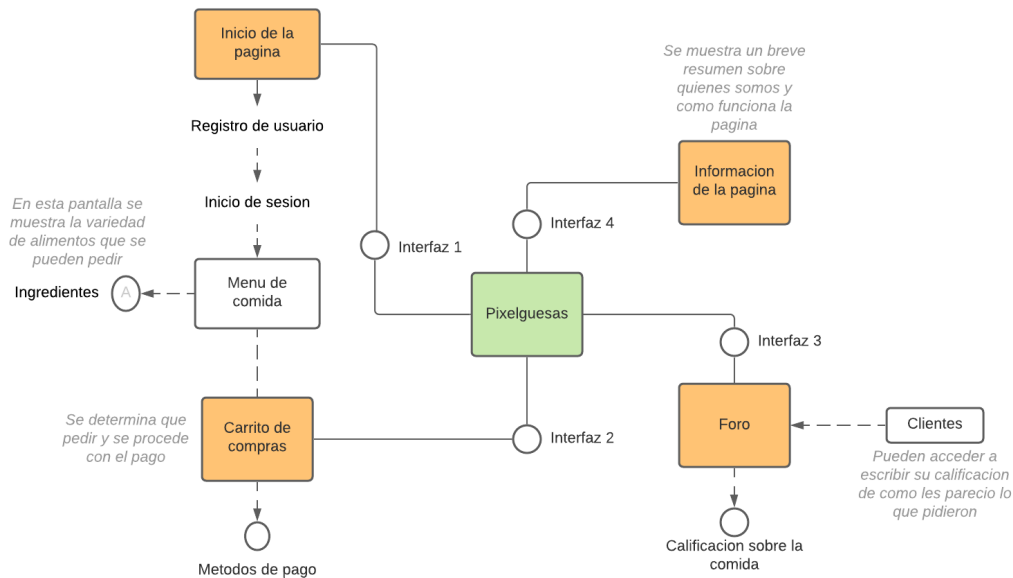 Inicio de la
pagina
Registro de usuario
Inicio de sesion
En esta pantalla se
muestra la variedad
de alimentos que se
pueden pedir
Ingredientes
A
Menu de
comida
Se determina que
pedir y se procede
con el pago
Carrito de
compras
Metodos de pago
Interfaz 1
Pixelguesas
Interfaz 2
Interfaz 4
Se muestra un breve
resumen sobre
quienes somos y
como funciona la
pagina
Informacion
de la pagina
Interfaz 3
Foro
Clientes
Pueden acceder a
escribir su calificacion
de como les parecio lo
que pidieron
Calificacion sobre la
comida